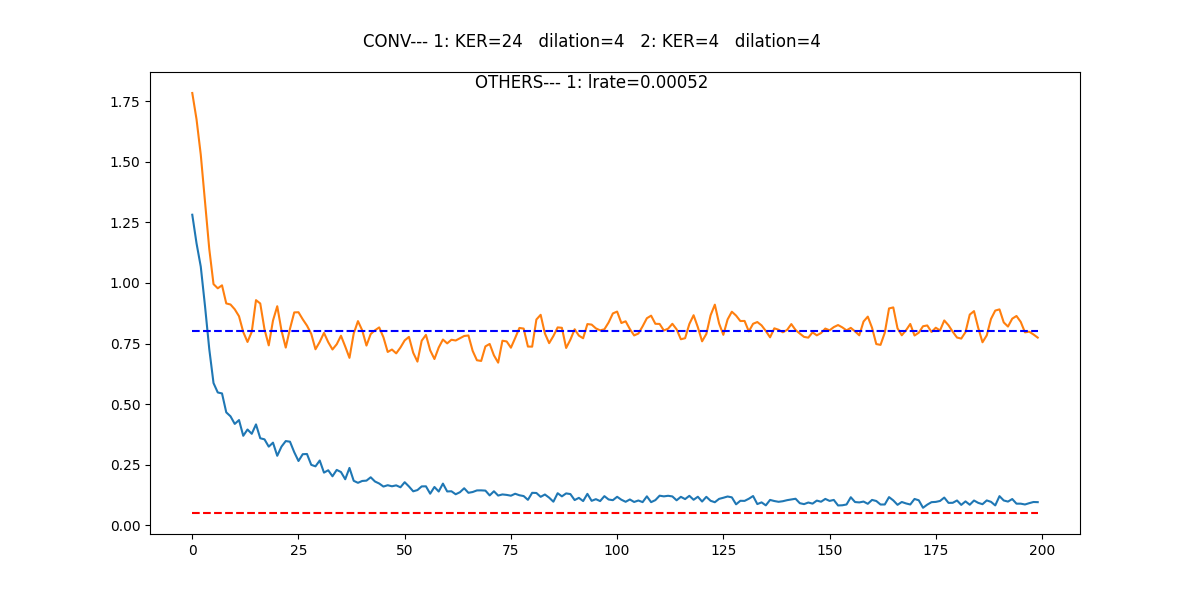 CONV--- 1: KER=24   dilation=4   2: KER=4   dilation=4
OTHERS--- 1: lrate=0.00052
1.75
1.50
1.25
1.00
0.75
0.50
0.25
0.00
0 25 50 75 100 125 150 175 200